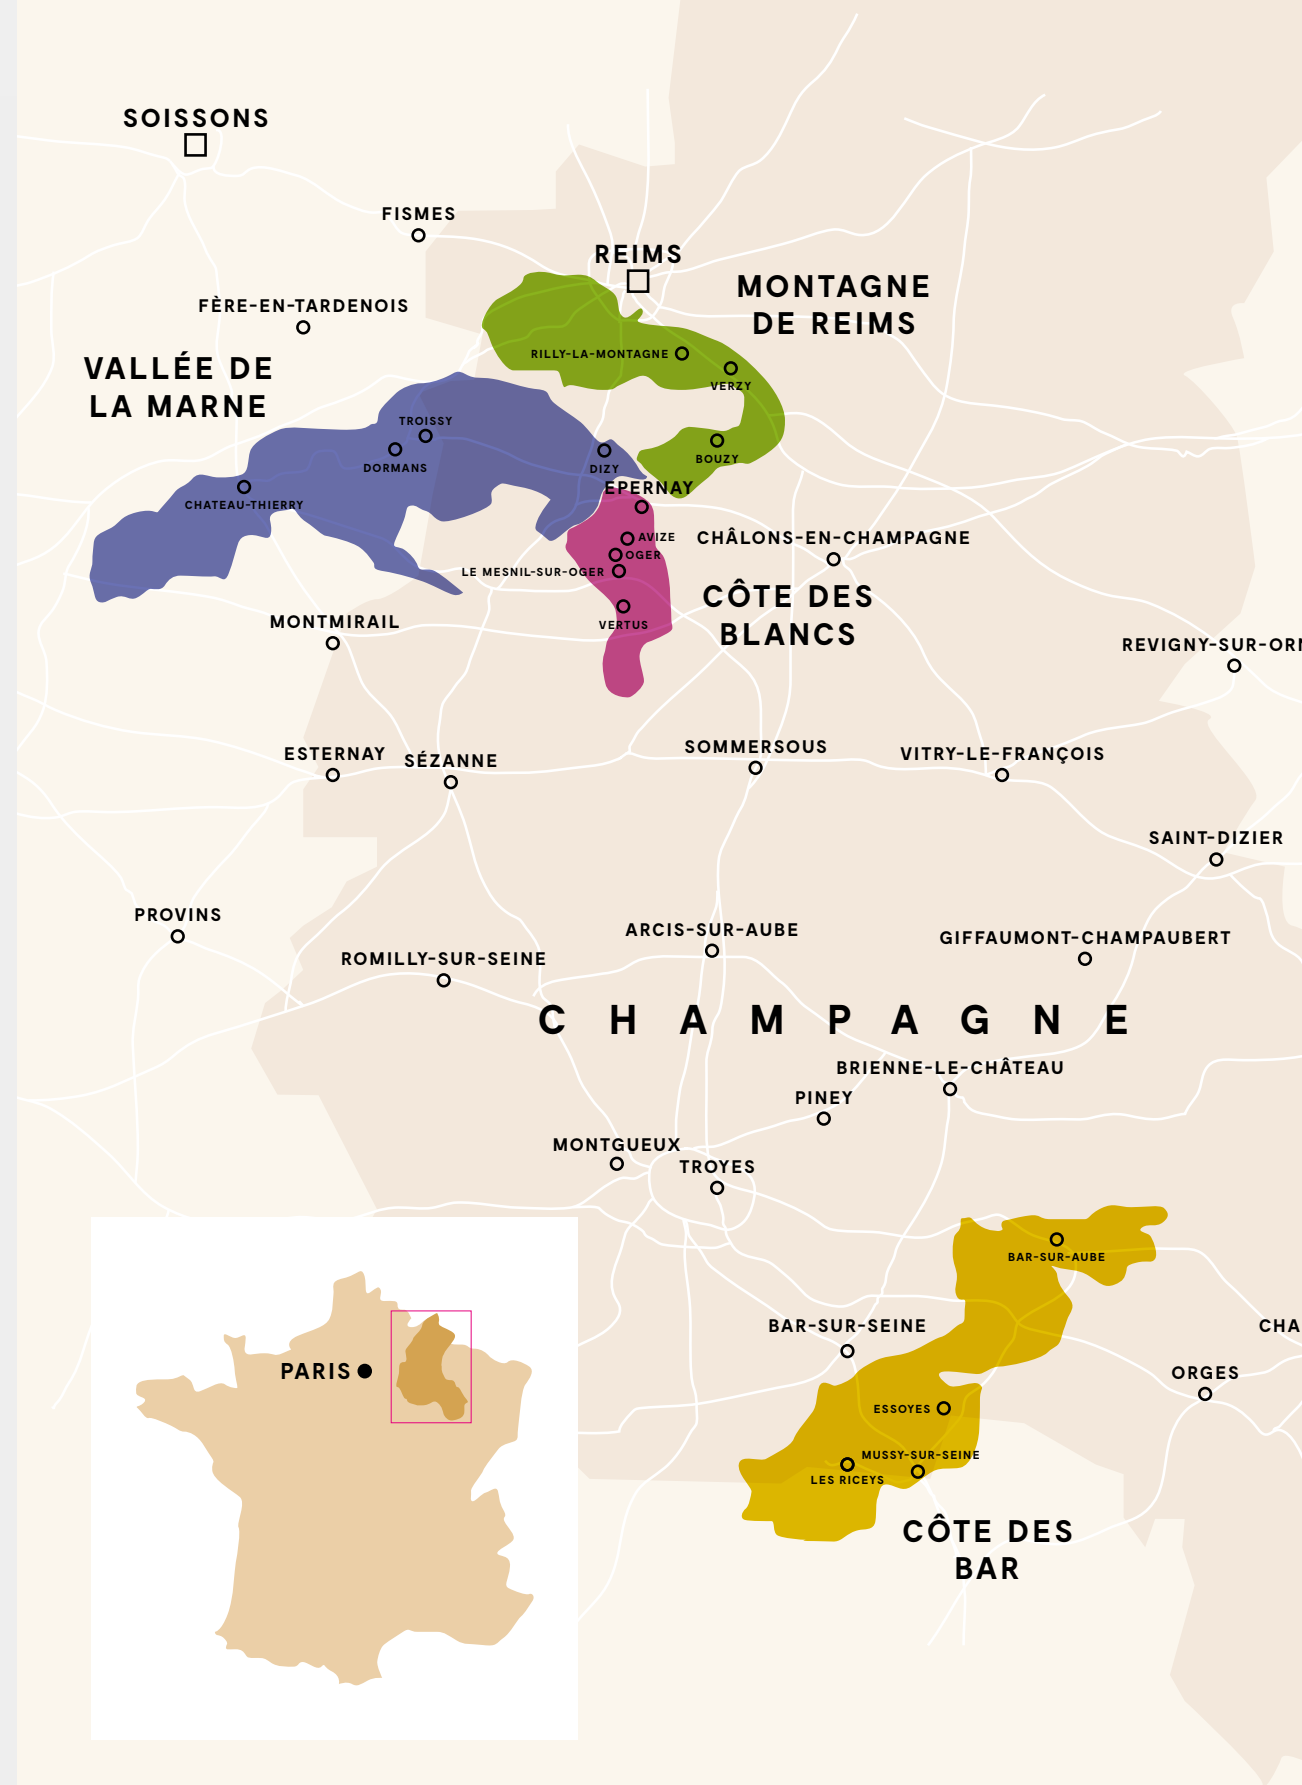 SOISSONS
FISMES
REIMS
MONTAGNE
DE REIMS
FÈRE-EN-TARDENOIS
RILLY-LA-MONTAGNE
VALLÉE DE
LA MARNE
VERZY
TROISSY
DORMANS
BOUZY
DIZY
EPERNAY
CHATEAU-THIERRY
AVIZE
CHÂLONS-EN-CHAMPAGNE
OGER
LE MESNIL-SUR-OGER
CÔTE DES
BLANCS
MONTMIRAIL
VERTUS
REVIGNY-SUR-ORN
ESTERNAY
SÉZANNE
SOMMERSOUS
VITRY-LE-FRANÇOIS
SAINT-DIZIER
PROVINS
ARCIS-SUR-AUBE
GIFFAUMONT-CHAMPAUBERT
ROMILLY-SUR-SEINE
CHAMPAGNE
BRIENNE-LE-CHÂTEAU
PINEY
MONTGUEUX
TROYES
BAR-SUR-AUBE
BAR-SUR-SEINE
CHA
PARIS
ORGES
ESSOYES
MUSSY-SUR-SEINE
LES RICEYS
CÔTE DES
BAR